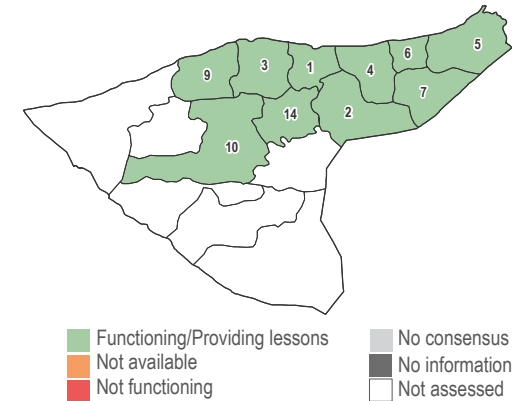 5
6
1
3
4
9
7
2
14
10
Functioning/Providing lessons
Not available
Not functioning
No consensus
No information
Not assessed